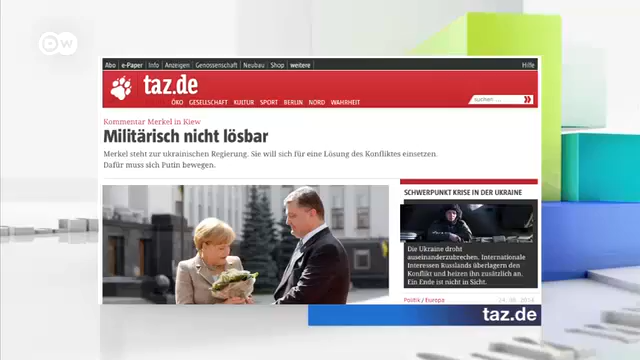 DW
Abo e-Paper Info Anzeigen Genossenschaft Neubau Shop weitere Hilfe
taz.de
ÖKO GESELLSCHAFT KULTUR SPORT BERLIN NORD WAHRHEIT
suchen ...
Kommentar Merkel in Kiew
Militärisch nicht lösbar
Merkel steht zur ukrainischen Regierung. Sie will sich für eine Lösung des Konfliktes einsetzen.
Dafür muss sich Putin bewegen.
SCHWERPUNKT KRISE IN DER UKRAINE
Die Ukraine droht
auseinanderzubrechen. Internationale
Interessen Russlands überlagern den
Konflikt und heizen ihn zusätzlich an.
Ein Ende ist nicht in Sicht.
Politik / Europa
taz.de